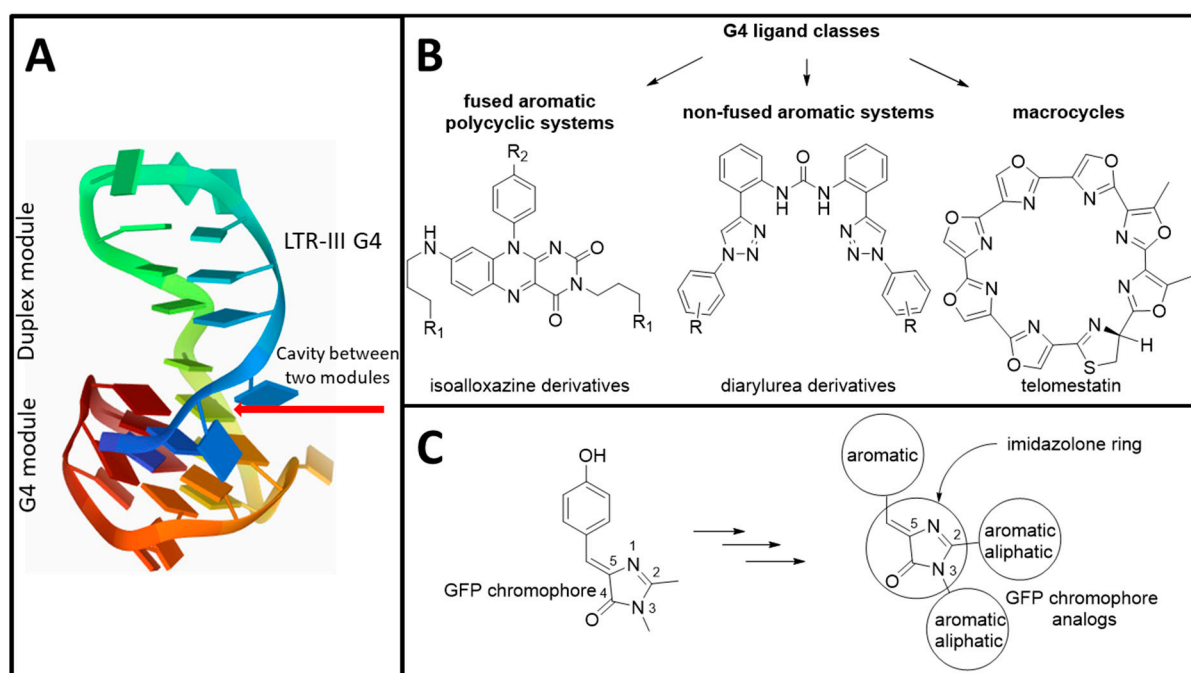 A
Duplex module
LTR-III G4
Cavity between
two modules
G4 module
B
G4 ligand classes
fused aromatic
polycyclic systems
non-fused aromatic systems
macrocycles
R2
HN
N
N
O
N
N
O
R1
R1
isoalloxazine derivatives
O
N
H
N
H
N
N
N
N
N
N
R
R
diarylurea derivatives
O
O
N
N
O
N
N
O
O
N
N
O
O
N
N
S
H
telomestatin
C
OH
N
1
5
2
4
3
N
O
GFP chromophore
aromatic
imidazolone ring
5
N
2
N
3
O
aromatic
aliphatic
aromatic
aliphatic
GFP chromophore
analogs